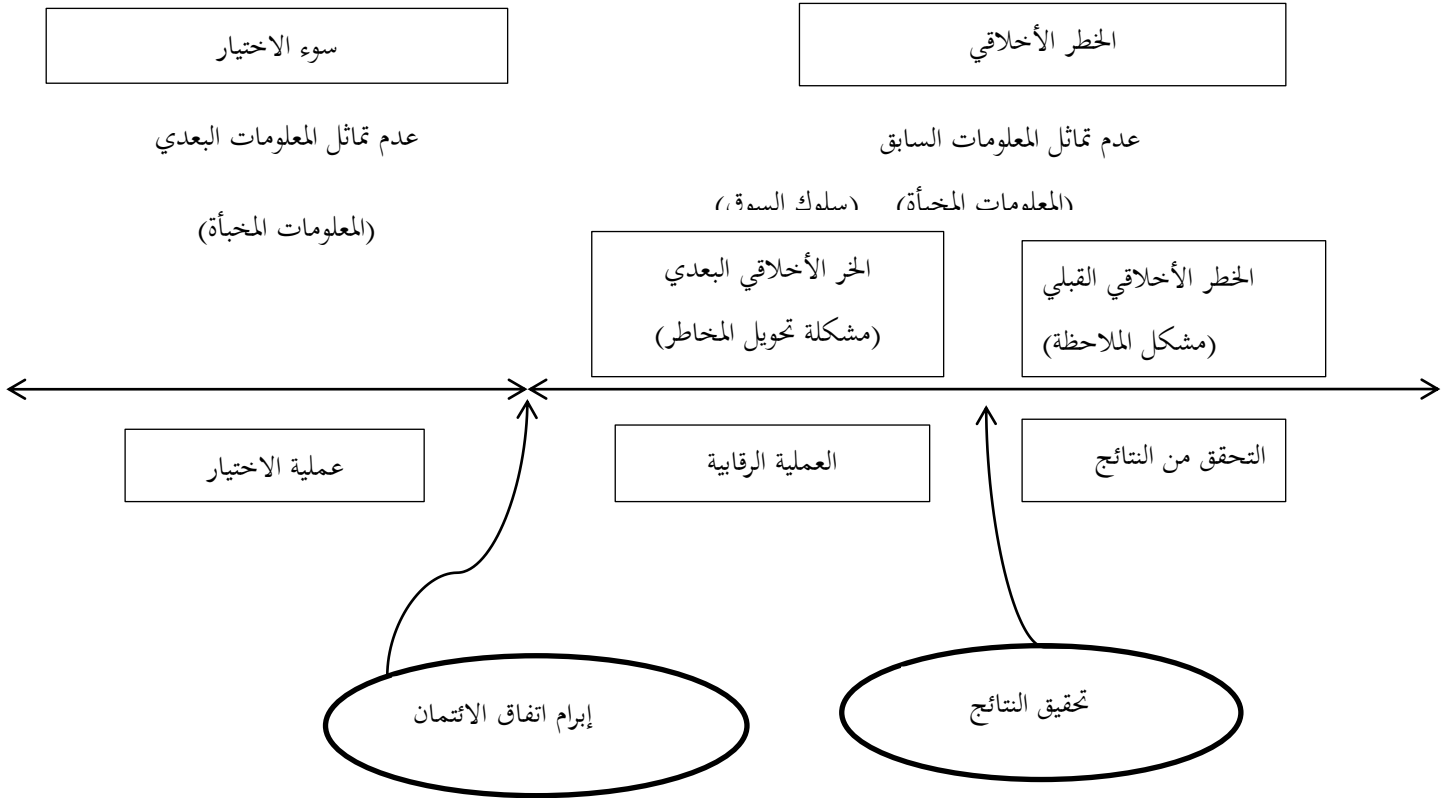 الخطر الأخلاقي
سوء الاختيار
عدم تماثل المعلومات السابق
عدم تماثل المعلومات البعدي
(المعلومات المخبأة) (سلوك السوق)
(المعلومات المخبأة)
الخطر الأخلاقي القبلي
(مشكل الملاحظة)
الخر الأخلاقي البعدي
(مشكلة تحويل المخاطر)
التحقق من النتائج
العملية الرقابية
عملية الاختيار
تحقيق النتائج
إبرام اتفاق الائتمان